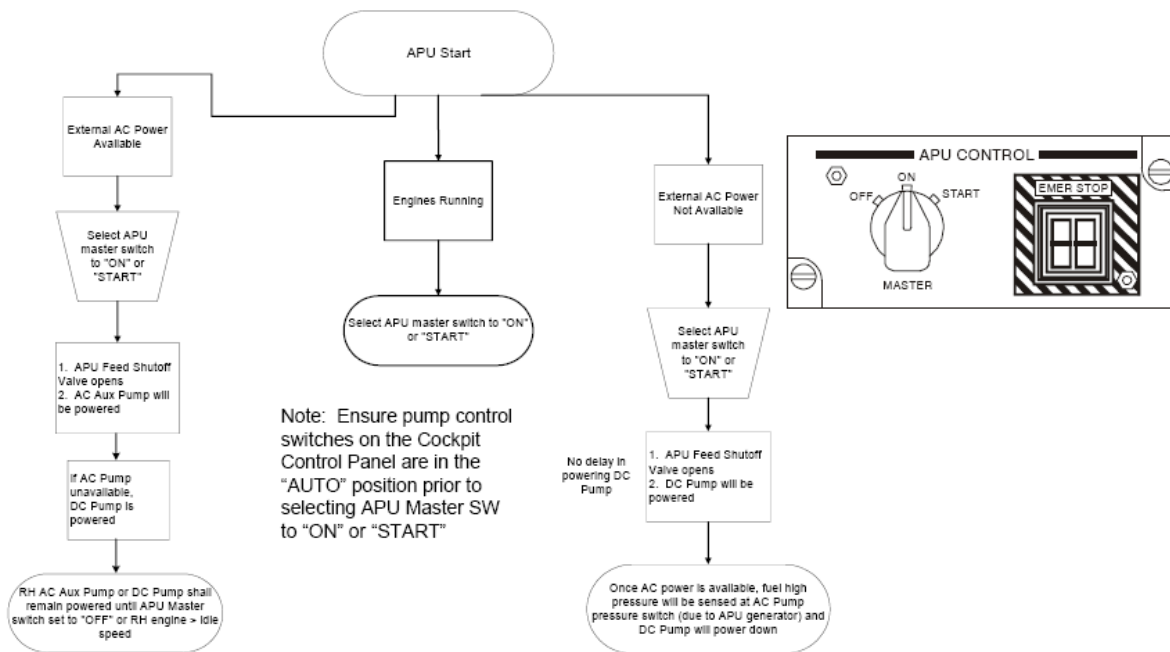 APU Start
External AC Power
Available
Select APU
master switch
to "ON" or
"START"
1. APU Feed Shutoff
Valve opens
2. AC Aux Pump will
be powered
If AC Pump
unavailable,
DC Pump is
powered
RH AC Aux Pump or DC Pump shall
remain powered until APU Master
switch set to "OFF" or RH engine > Idle
speed
Engines Running
Select APU master switch to "ON"
or "START"
Note: Ensure pump control
switches on the Cockpit
Control Panel are in the
“AUTO” position prior to
selecting APU Master SW
to “ON” or “START”
External AC Power
Not Available
Select APU
master switch
to "ON" or
"START"
No delay in
powering DC
Pump
1. APU Feed Shutoff
Valve opens
2. DC Pump will be
powered
Once AC power is available, fuel high
pressure will be sensed at AC Pump
pressure switch (due to APU generator) and
DC Pump will power down
APU CONTROL
OFF
ON
START
MASTER
EMER STOP